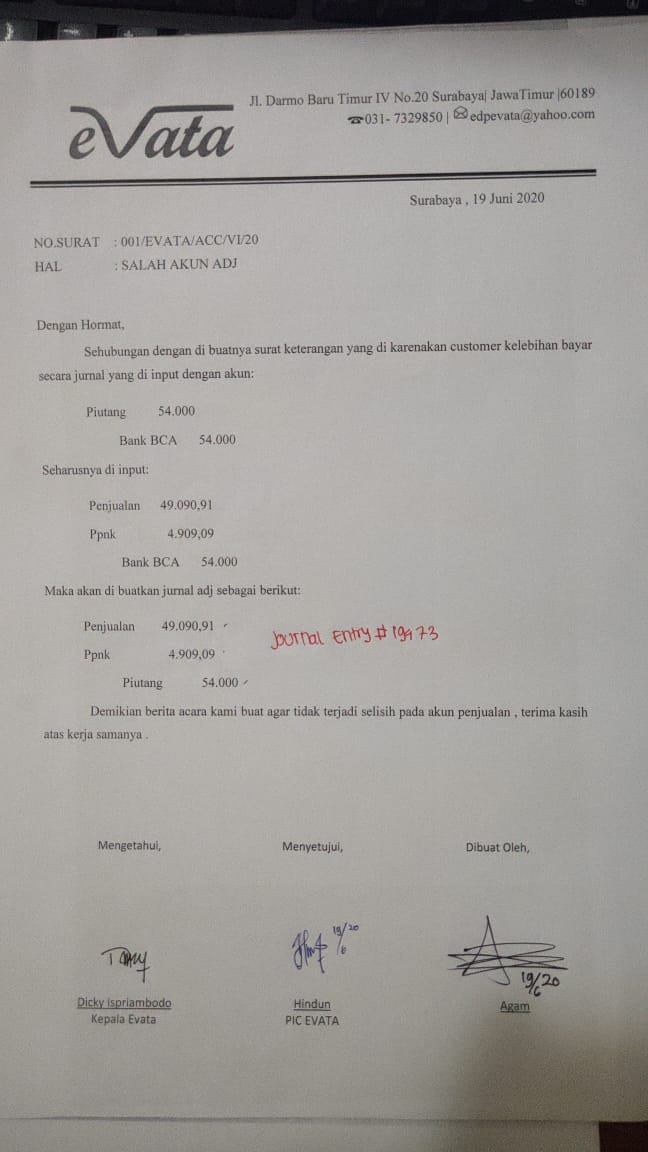 eVata
Jl. Darmo Baru Timur IV No.20 Surabaya| JawaTimur |60189
☎031- 7329850 | ✉edpevata@yahoo.com
Surabaya , 19 Juni 2020
NO.SURAT : 001/EVATA/ACC/VI/20
HAL : SALAH AKUN ADJ
Dengan Hormat,
Sehubungan dengan di buatnya surat keterangan yang di karenakan customer kelebihan bayar
secara jurnal yang di input dengan akun:
Piutang 54.000
Bank BCA 54.000
Seharusnya di input:
Penjualan 49.090,91
Ppnk 4.909,09
Bank BCA 54.000
Maka akan di buatkan jurnal adj sebagai berikut:
Penjualan 49.090,91
Journal Entry # 19973
Ppnk 4.909,09
Piutang 54.000
Demikian berita acara kami buat agar tidak terjadi selisih pada akun penjualan , terima kasih
atas kerja samanya .
Mengetahui, Menyetujui, Dibuat Oleh,
19/6 20
19/6 20
Dicky Ispriambodo Hindun Agam
Kepala Evata PIC EVATA